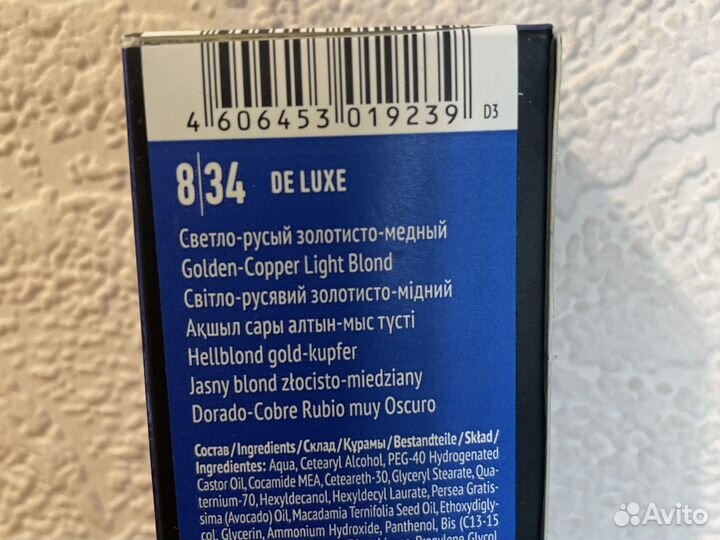 4 606453 019239 D3
8|34 DE LUXE
Светло-русый золотисто-медный
Golden-Copper Light Blond
Світло-русявий золотисто-мідний
Ақшыл сары алтын-мыс түсті
Hellblond gold-kupfer
Jasny blond złocisto-miedziany
Dorado-Cobre Rubio muy Oscuro
Состав/Ingredients/Склад/Құрамы/Bestandteile/Skład/
Ingredientes: Aqua, Cetearyl Alcohol, PEG-40 Hydrogenated
Castor Oil, Cocamide MEA, Ceteareth-30, Glyceryl Stearate, Qua-
ternium-70, Hexyldecanol, Hexyldecyl Laurate, Persea Gratis-
sima (Avocado) Oil, Macadamia Ternifolia Seed Oil, Ethoxydigly-
col, Glycerin, Ammonium Hydroxide, Panthenol, Bis (C13-15
Propylene Glycol
Avito